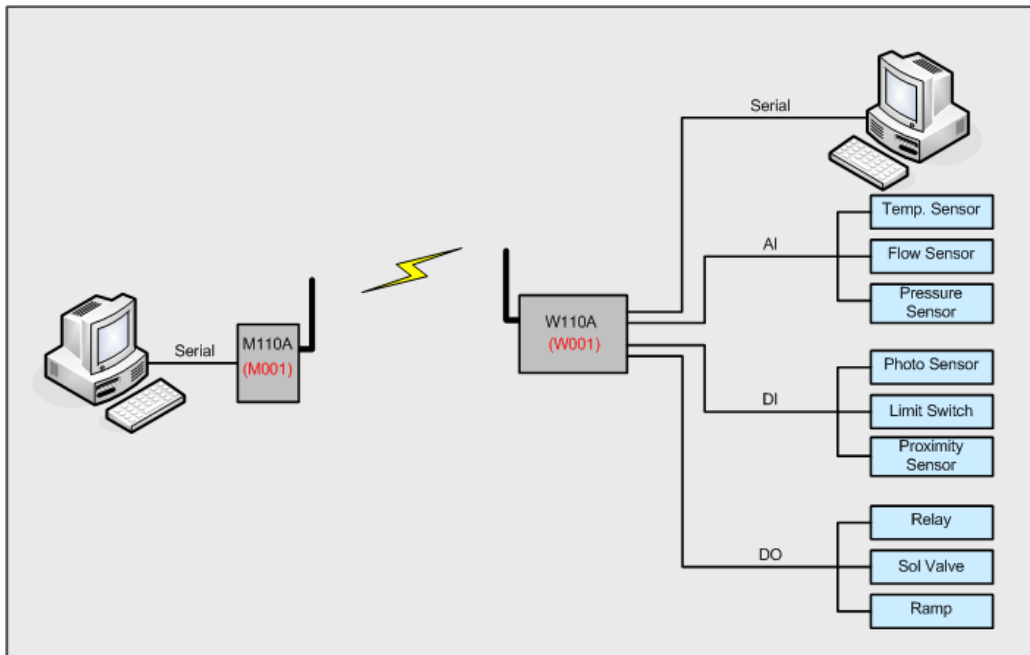 Serial
Temp. Sensor
AI
Flow Sensor
Pressure
Sensor
W110A
(W001)
M110A
(M001)
Serial
Photo Sensor
DI
Limit Switch
Proximity
Sensor
Relay
DO
Sol Valve
Ramp